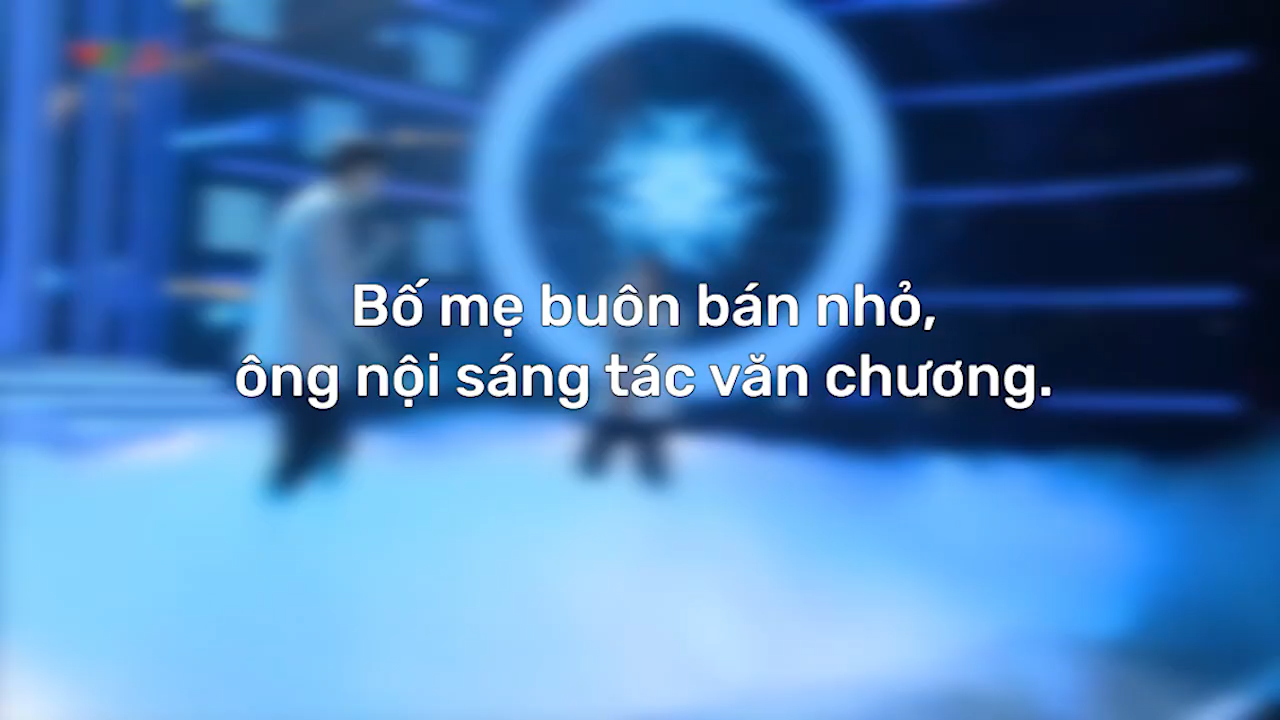 Bố mẹ buôn bán nhỏ,
ông nội sáng tác văn chương.